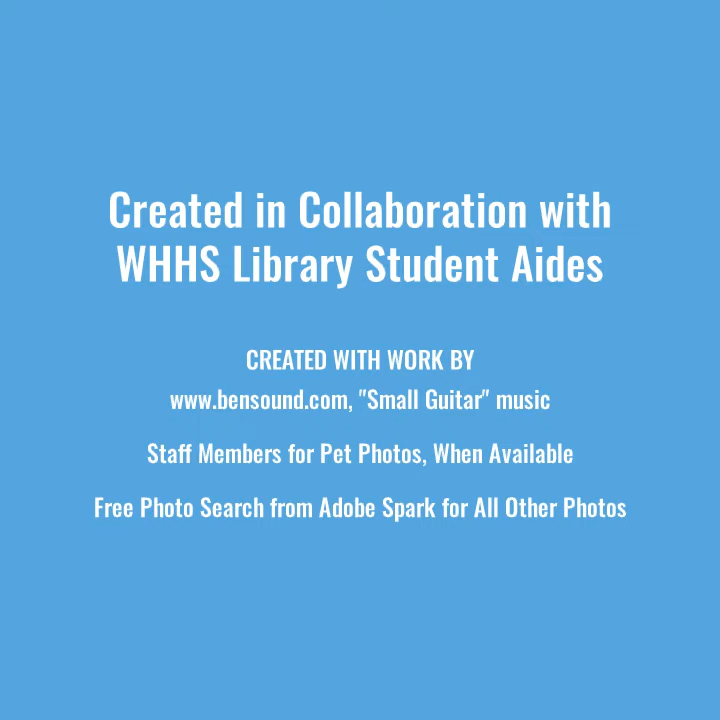 Created in Collaboration with
WHHS Library Student Aides
CREATED WITH WORK BY
www.bensound.com, "Small Guitar" music
Staff Members for Pet Photos, When Available
Free Photo Search from Adobe Spark for All Other Photos